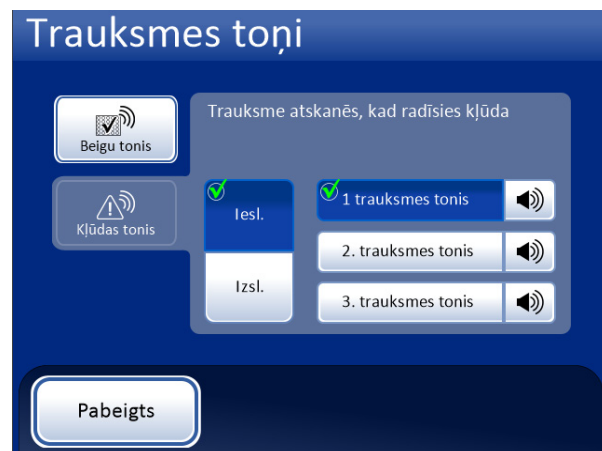 Trauksmes toņi
Beigu tonis
Trauksme atskanēs, kad radīsies kļūda
Kļūdas tonis
Iesl.
Izsl.
1 trauksmes tonis
2. trauksmes tonis
3. trauksmes tonis
Pabeigts